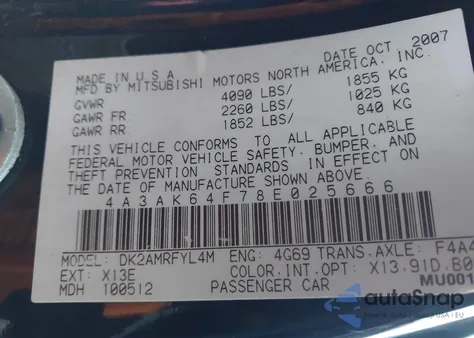 DATE OCT 2007
MADE IN U.S.A.
MFD BY MITSUBISHI MOTORS NORTH AMERICA, INC.
GVWR 4090 LBS/ 1855 KG
GAWR FR. 2260 LBS/ 1025 KG
GAWR RR. 1852 LBS/ 840 KG
THIS VEHICLE CONFORMS TO ALL APPLICABLE
FEDERAL MOTOR VEHICLE SAFETY, BUMPER, AND
THEFT PREVENTION STANDARDS IN EFFECT ON
THE DATE OF MANUFACTURE SHOWN ABOVE.
4A3AK64F78E025666
MODEL: DK2AMRFYL4M ENG: 4G69 TRANS.AXLE: F4A4
EXT: X13E COLOR.INT.OPT: X13.91D.B0
MDH 100512 PASSENGER CAR MU001
autoSnap